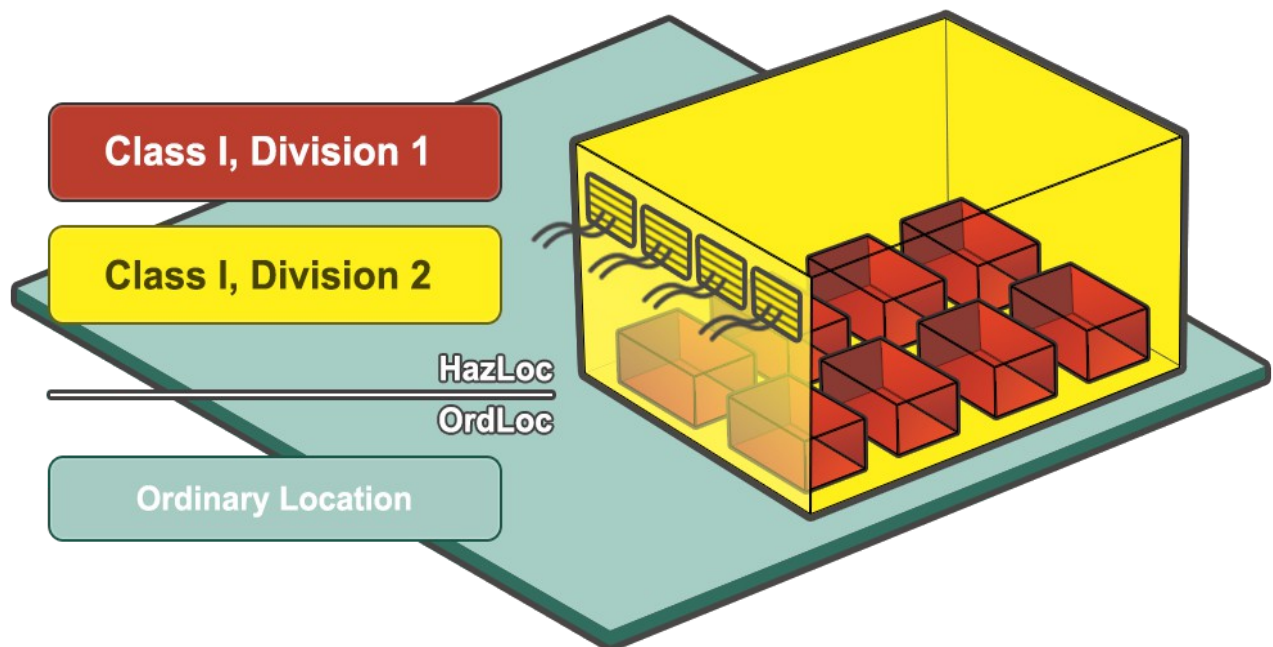 Class I, Division 1
Class I, Division 2
HazLoc
OrdLoc
Ordinary Location